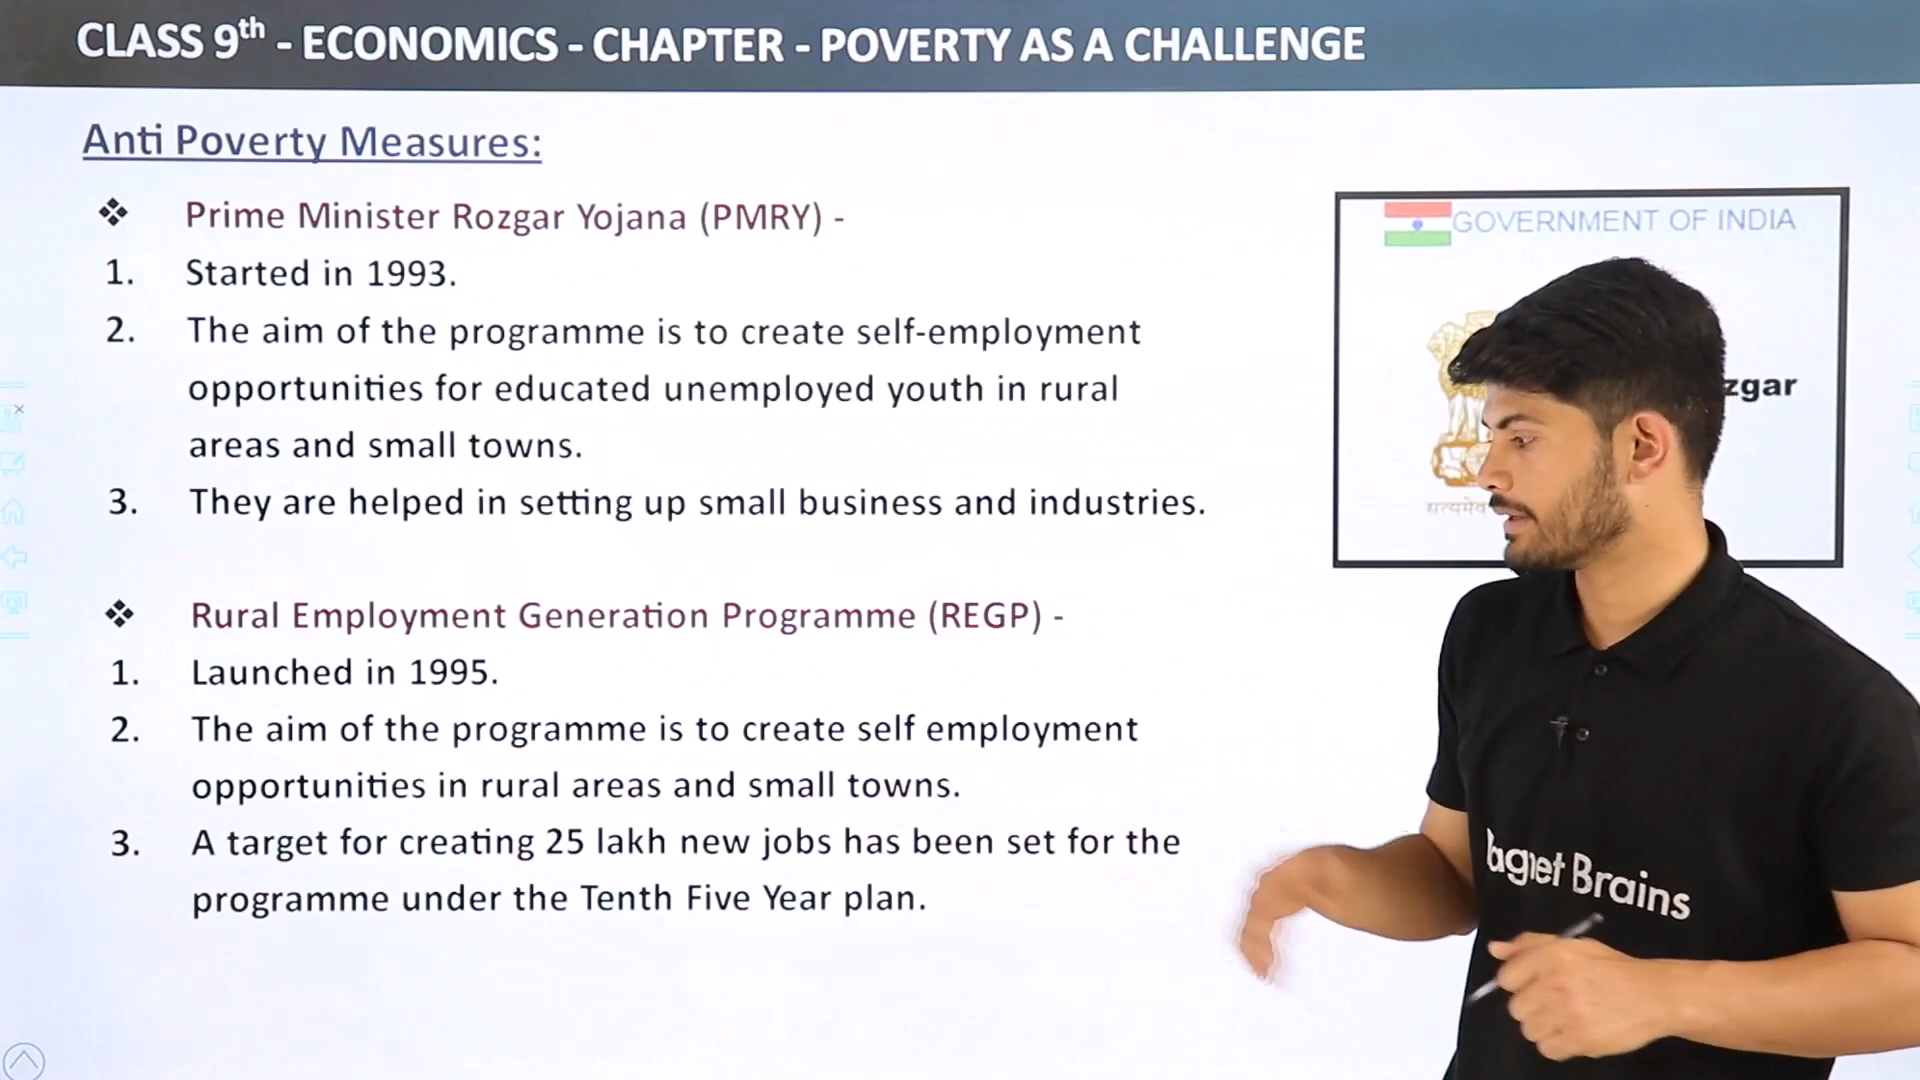 CLASS 9th - ECONOMICS - CHAPTER - POVERTY AS A CHALLENGE
Anti Poverty Measures:
❖ Prime Minister Rozgar Yojana (PMRY) -
1. Started in 1993.
2. The aim of the programme is to create self-employment
opportunities for educated unemployed youth in rural
areas and small towns.
3. They are helped in setting up small business and industries.
❖ Rural Employment Generation Programme (REGP) -
1. Launched in 1995.
2. The aim of the programme is to create self employment
opportunities in rural areas and small towns.
3. A target for creating 25 lakh new jobs has been set for the
programme under the Tenth Five Year plan.
GOVERNMENT OF INDIA
zgar
सत्यमेव
agnet Brains